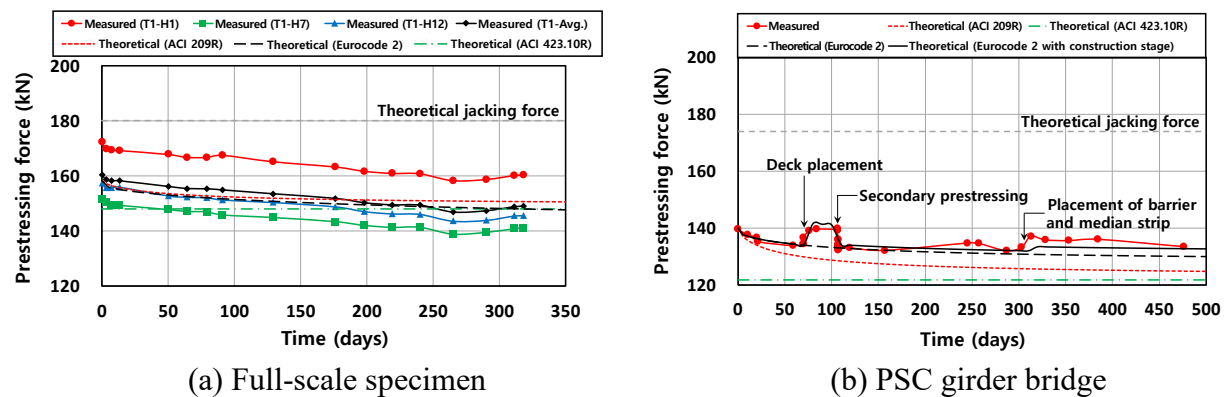 Measured (T1-H1) Measured (T1-H7) Measured (T1-H12) Measured (T1-Avg.)
Theoretical (ACI 209R) Theoretical (Eurocode 2) Theoretical (ACI 423.10R)
200
180
160
140
120
Prestressing force (kN)
Theoretical jacking force
0 50 100 150 200 250 300 350
Time (days)
(a) Full-scale specimen
Measured Theoretical (ACI 209R) Theoretical (ACI 423.10R)
Theoretical (Eurocode 2) Theoretical (Eurocode 2 with construction stage)
200
180
160
140
120
Prestressing force (kN)
Theoretical jacking force
Deck placement
Secondary prestressing
Placement of barrier
and median strip
0 50 100 150 200 250 300 350 400 450 500
Time (days)
(b) PSC girder bridge